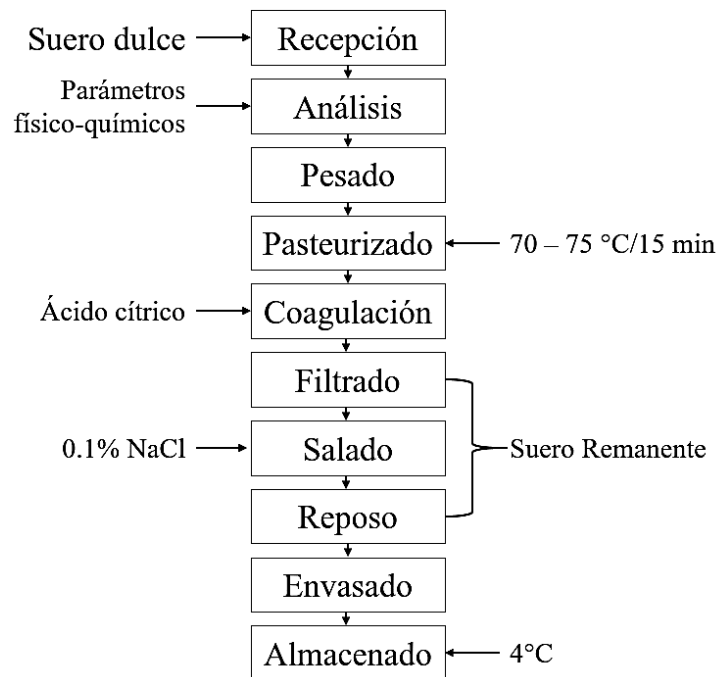 Suero dulce
Recepción
Parámetros
físico-químicos
Análisis
Pesado
Pasteurizado
70 – 75 °C/15 min
Ácido cítrico
Coagulación
Filtrado
0.1% NaCl
Salado
Suero Remanente
Reposo
Envasado
Almacenado
4°C